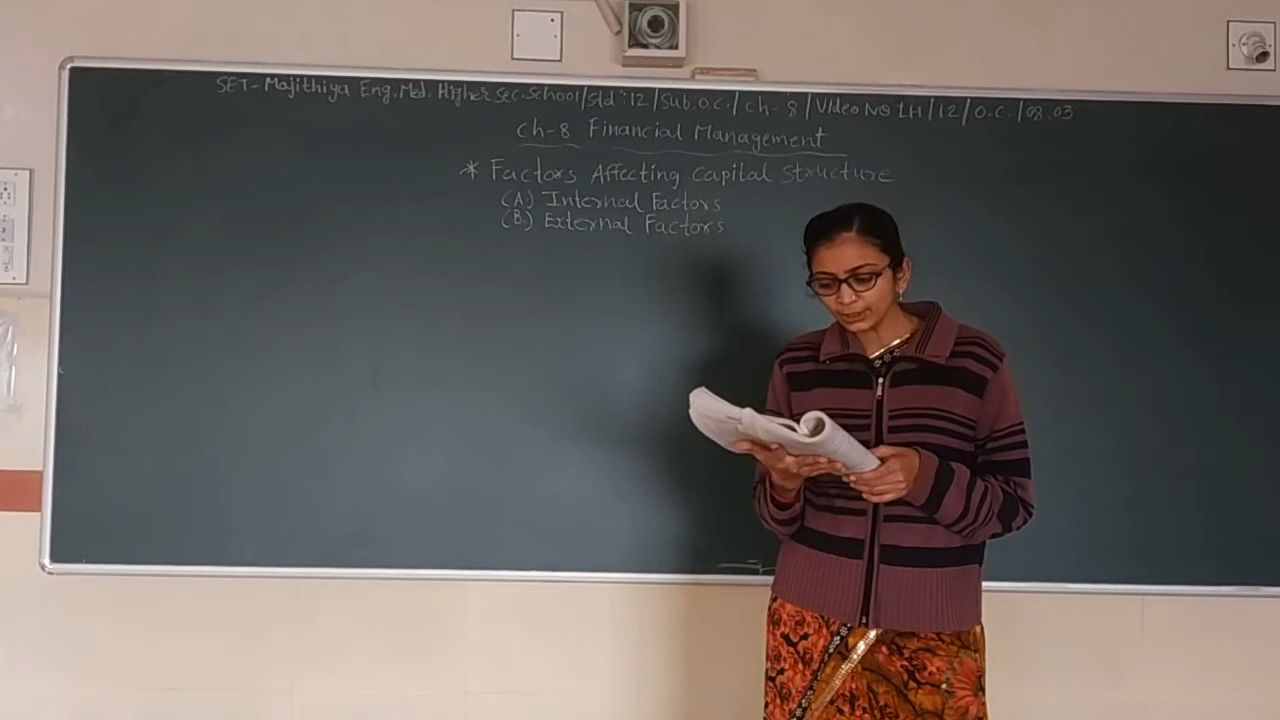 SET-Majithiya Eng.Med. Higher Sec. School/Std:12/Sub:O.C./Ch-8/Video No LH/12/O.C./08.03
Ch-8 Financial Management
* Factors Affecting Capital Structure
(A) Internal Factors
(B) External Factors